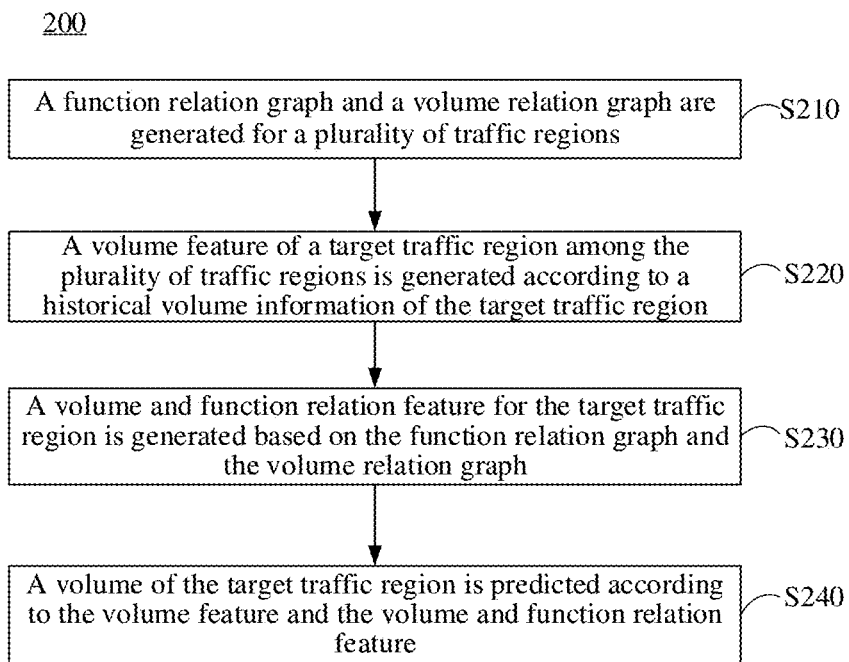 200
A function relation graph and a volume relation graph are
generated for a plurality of traffic regions
S210
A volume feature of a target traffic region among the
plurality of traffic regions is generated according to a
historical volume information of the target traffic region
S220
A volume and function relation feature for the target traffic
region is generated based on the function relation graph and
the volume relation graph
S230
A volume of the target traffic region is predicted according
to the volume feature and the volume and function relation
feature
S240